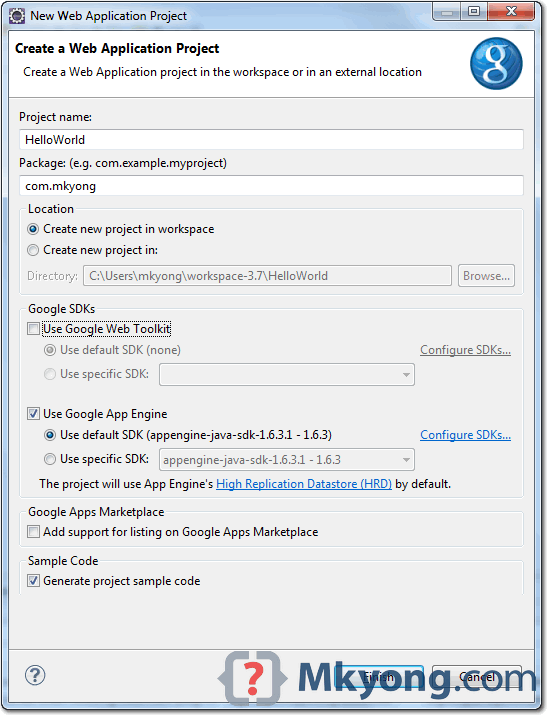 New Web Application Project
Create a Web Application Project
Create a Web Application project in the workspace or in an external location
g
Project name:
HelloWorld
Package: (e.g. com.example.myproject)
com.mkyong
Location
Create new project in workspace
Create new project in:
Directory: C:\Users\mkyong\workspace-3.7\HelloWorld Browse...
Google SDKs
Use Google Web Toolkit
Use default SDK (none) Configure SDKs...
Use specific SDK:
Use Google App Engine
Use default SDK (appengine-java-sdk-1.6.3.1 - 1.6.3) Configure SDKs...
Use specific SDK: appengine-java-sdk-1.6.3.1 - 1.6.3
The project will use App Engine's High Replication Datastore (HRD) by default.
Google Apps Marketplace
Add support for listing on Google Apps Marketplace
Sample Code
Generate project sample code
? {?} Mkyong.com
Finish Cancel